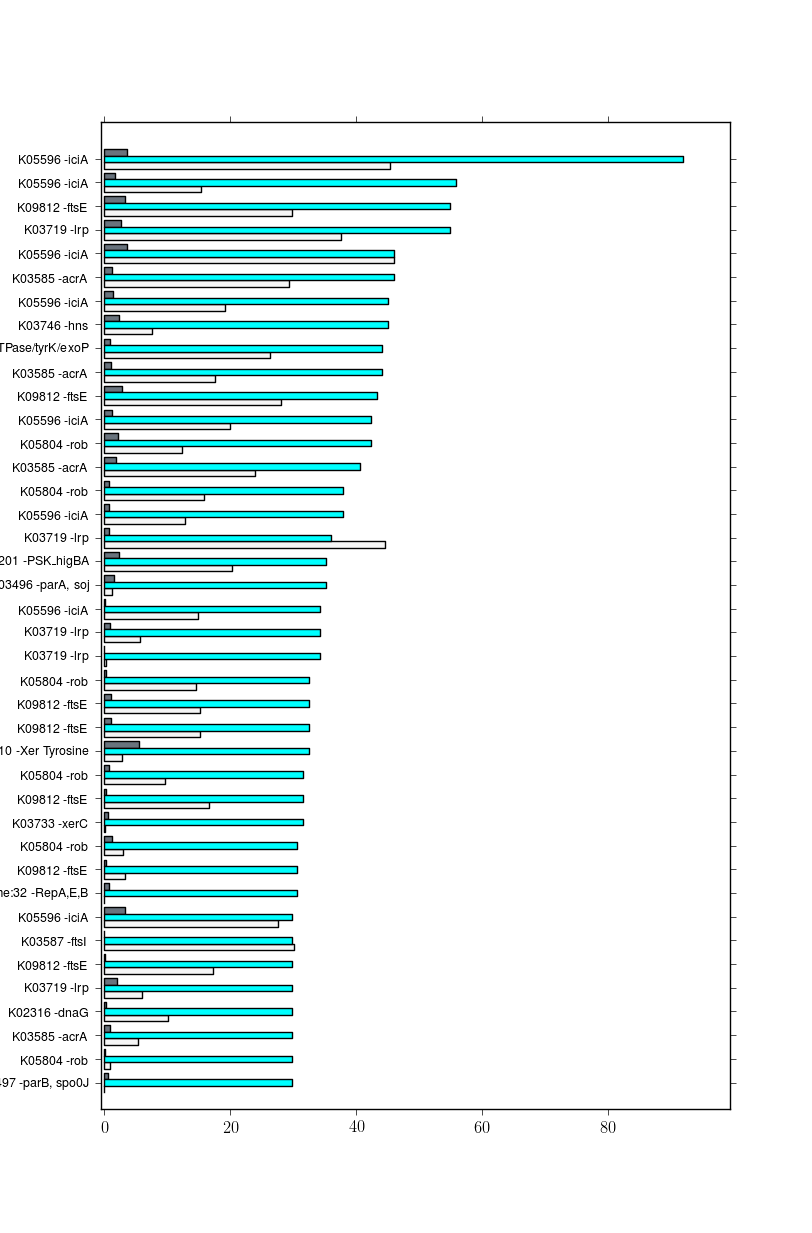 K05596 -iciA
K05596 -iciA
K09812 -ftsE
K03719 -lrp
K05596 -iciA
K03585 -acrA
K05596 -iciA
K03746 -hns
TPase/tyrK/exoP
K03585 -acrA
K09812 -ftsE
K05596 -iciA
K05804 -rob
K03585 -acrA
K05804 -rob
K05596 -iciA
K03719 -lrp
201 -PSK_higBA
03496 -parA, soj
K05596 -iciA
K03719 -lrp
K03719 -lrp
K05804 -rob
K09812 -ftsE
K09812 -ftsE
10 -Xer Tyrosine
K05804 -rob
K09812 -ftsE
K03733 -xerC
K05804 -rob
K09812 -ftsE
ne:32 -RepA,E,B
K05596 -iciA
K03587 -ftsI
K09812 -ftsE
K03719 -lrp
K02316 -dnaG
K03585 -acrA
K05804 -rob
497 -parB, spo0J
0 20 40 60 80